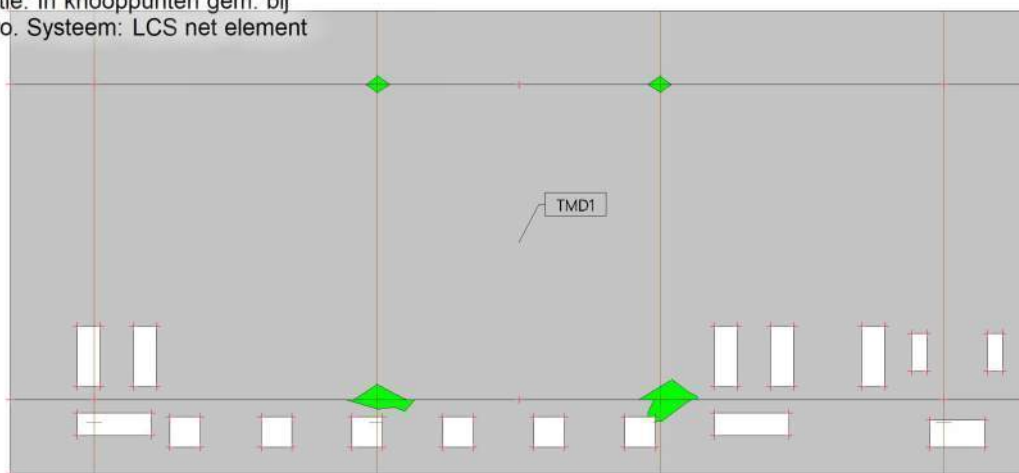 tie: In knooppunten gem. bij
o. Systeem: LCS net element
TMD1